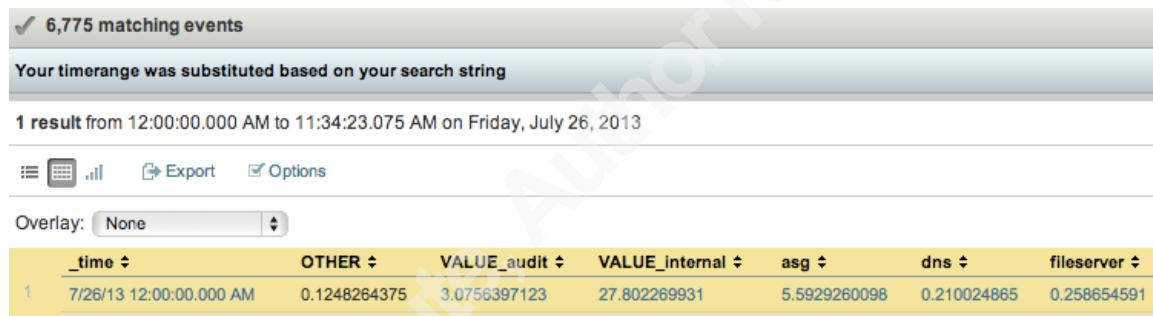 6,775 matching events
Your timerange was substituted based on your search string
1 result from 12:00:00.000 AM to 11:34:23.075 AM on Friday, July 26, 2013
Export Options
Overlay: None
_time OTHER VALUE_audit VALUE_internal asg dns fileserver
1 7/26/13 12:00:00.000 AM 0.1248264375 3.0756397123 27.802269931 5.5929260098 0.210024865 0.258654591